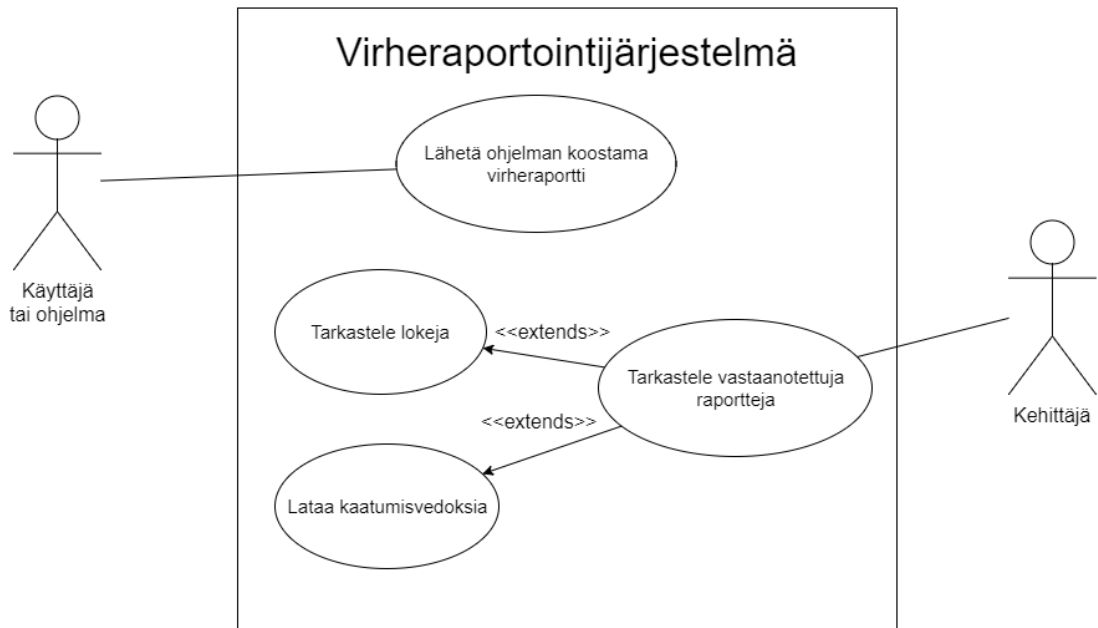 Virheraportointijärjestelmä
Lähetä ohjelman koostama
virheraportti
Käyttäjä
tai ohjelma
Tarkastele lokeja
<<extends>>
Tarkastele vastaanotettuja
raportteja
Kehittäjä
<<extends>>
Lataa kaatumisvedoksia